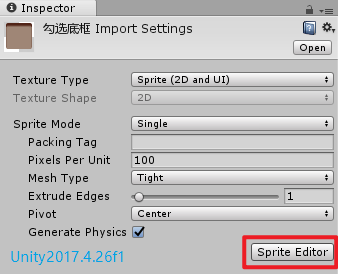 Inspector
勾选底框 Import Settings
Open
Texture Type Sprite (2D and UI)
Texture Shape 2D
Sprite Mode Single
Packing Tag
Pixels Per Unit 100
Mesh Type Tight
Extrude Edges 1
Pivot Center
Generate Physics
Unity2017.4.26f1 Sprite Editor